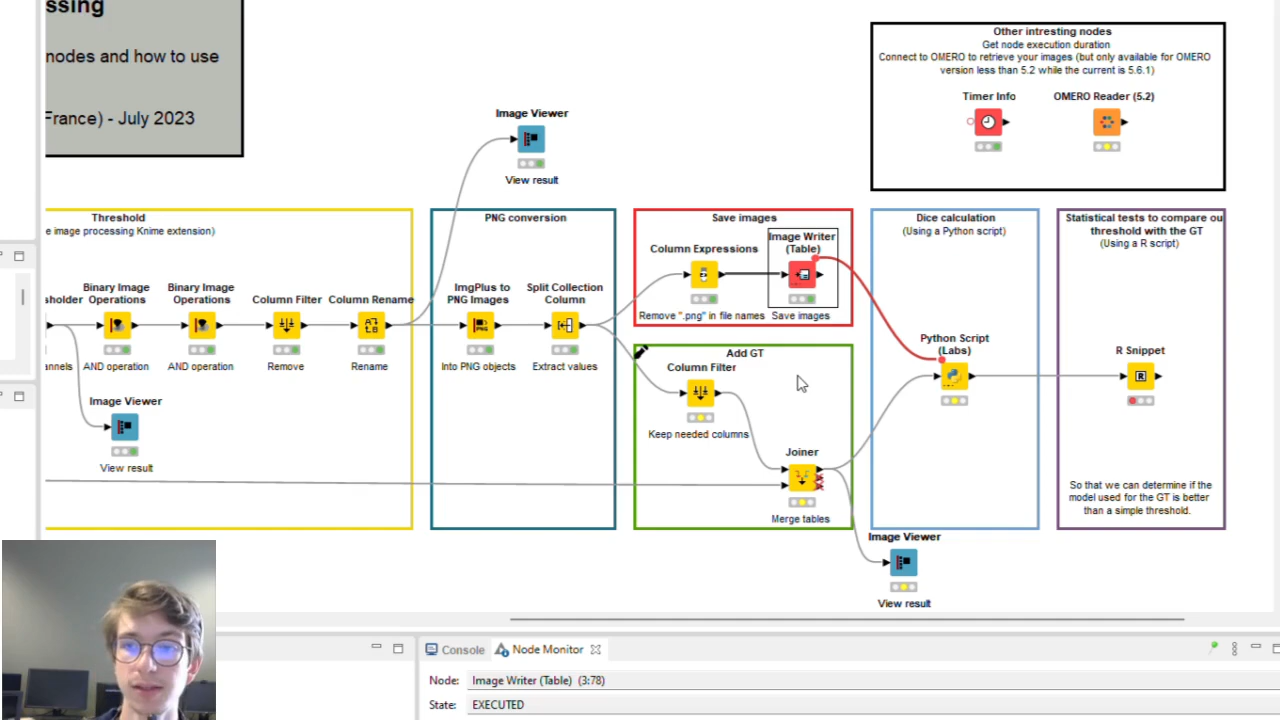 ssing
nodes and how to use
France) - July 2023
Other intresting nodes
Get node execution duration
Connect to OMERO to retrieve your images (but only available for OMERO
version less than 5.2 while the current is 5.6.1)
Timer Info
OMERO Reader (5.2)
Image Viewer
View result
Threshold
e image processing Knime extension)
sholder
annels
Binary Image
Operations
AND operation
Binary Image
Operations
AND operation
Column Filter
Remove
Column Rename
Rename
Image Viewer
View result
PNG conversion
ImgPlus to
PNG Images
Into PNG objects
Split Collection
Column
Extract values
Save images
Column Expressions
Remove ".png" in file names
Image Writer
(Table)
Save images
Add GT
Column Filter
Keep needed columns
Joiner
Merge tables
Dice calculation
(Using a Python script)
Python Script
(Labs)
Image Viewer
View result
Statistical tests to compare ou
threshold with the GT
(Using a R script)
R Snippet
So that we can determine if the
model used for the GT is better
than a simple threshold.
Console
Node Monitor
Node: Image Writer (Table) (3:78)
State: EXECUTED